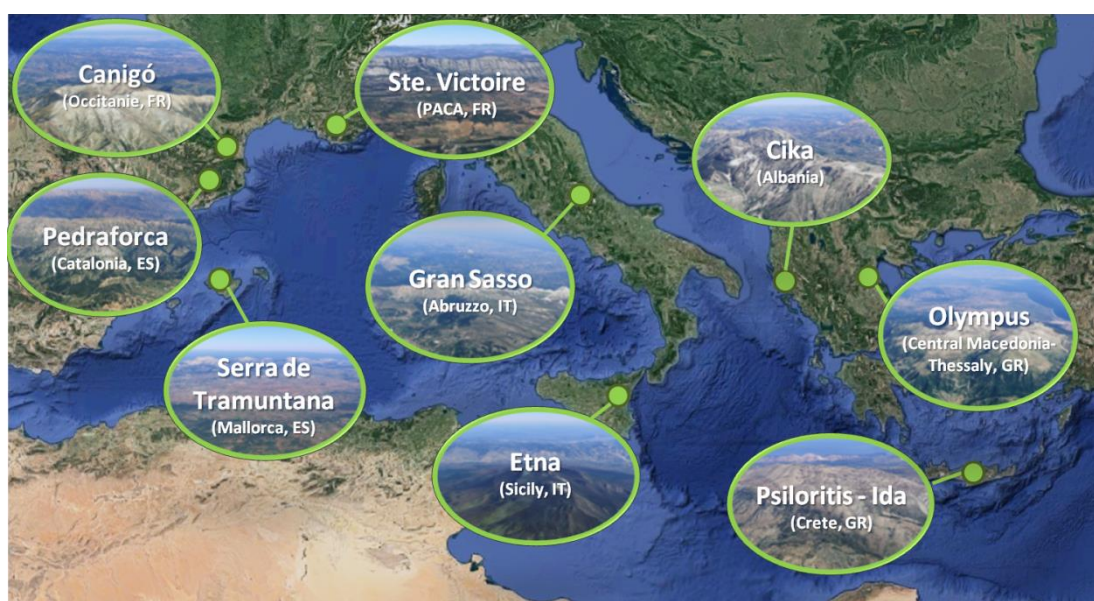 Canigó
(Occitanie, FR)
Ste. Victoire
(PACA, FR)
Cika
(Albania)
Pedraforca
(Catalonia, ES)
Gran Sasso
(Abruzzo, IT)
Olympus
(Central Macedonia-
Thessaly, GR)
Serra de
Tramuntana
(Mallorca, ES)
Etna
(Sicily, IT)
Psiloritis - Ida
(Crete, GR)